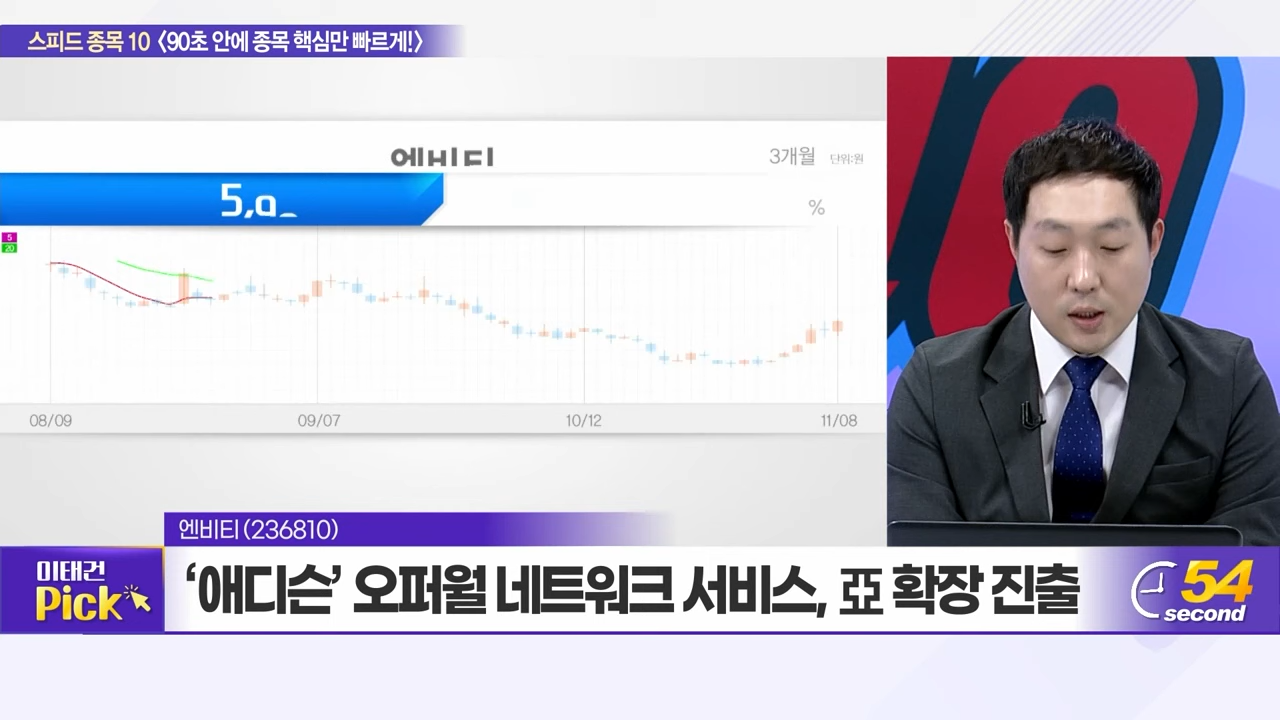 스피드 종목 10 〈90초 안에 종목 핵심만 빠르게!〉
엔비티
3개월 단위:원
%
5
20
08/09 09/07 10/12 11/08
엔비티(236810)
이태건
Pick
‘애디슨’ 오퍼월 네트워크 서비스, 亞 확장 진출
54
second